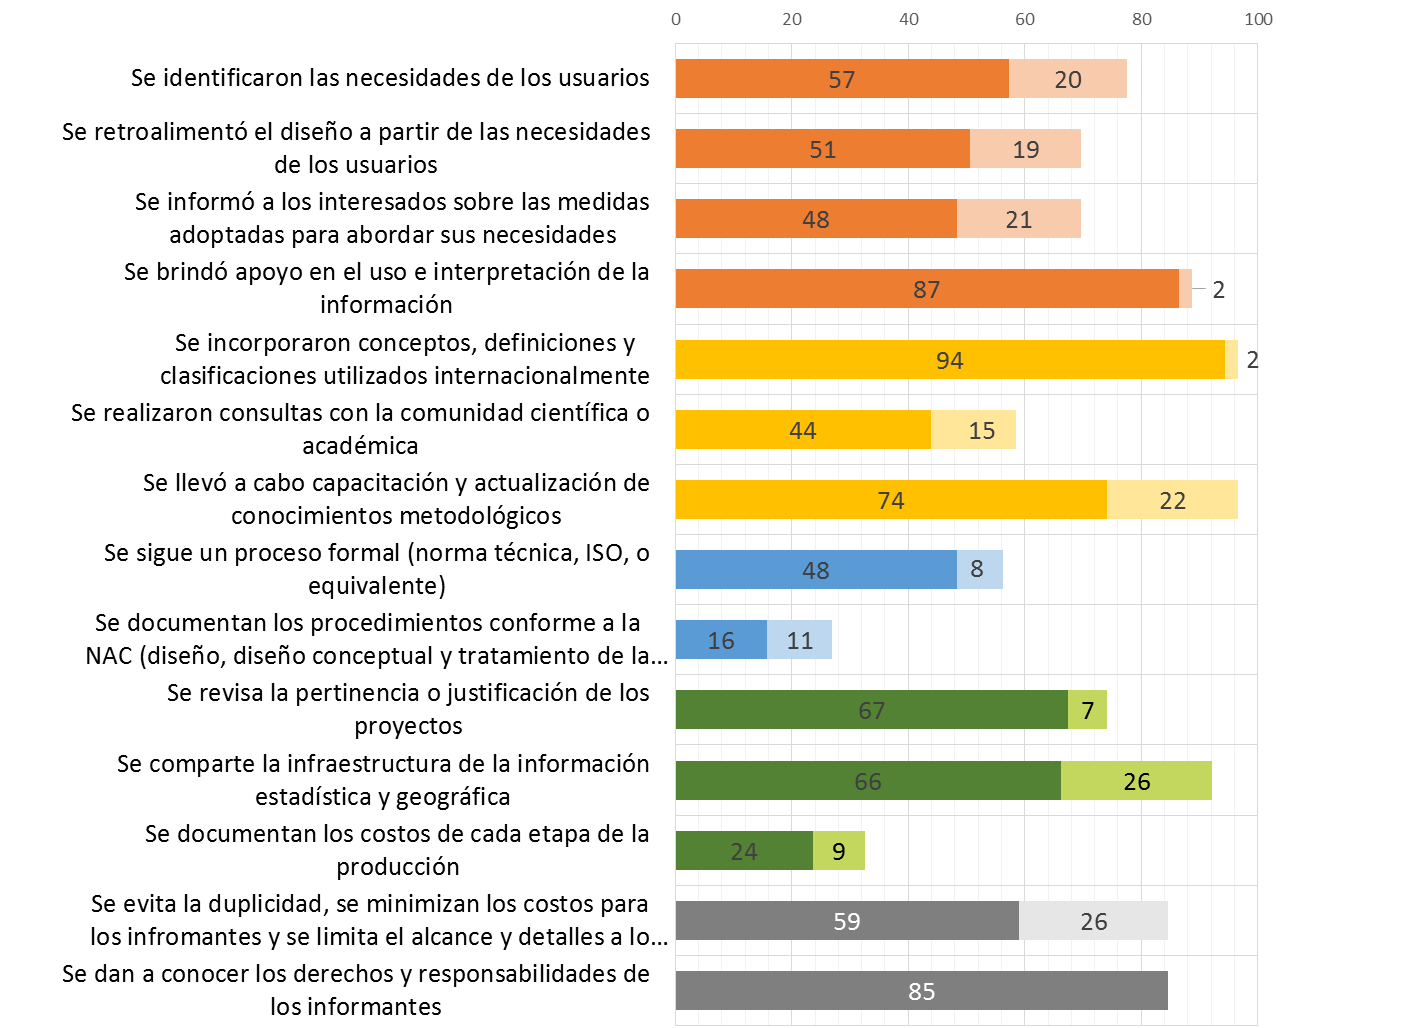 0 20 40 60 80 100
Se identificaron las necesidades de los usuarios
57 20
Se retroalimentó el diseño a partir de las necesidades
de los usuarios
51 19
Se informó a los interesados sobre las medidas
adoptadas para abordar sus necesidades
48 21
Se brindó apoyo en el uso e interpretación de la
información
87 2
Se incorporaron conceptos, definiciones y
clasificaciones utilizados internacionalmente
94 2
Se realizaron consultas con la comunidad científica o
académica
44 15
Se llevó a cabo capacitación y actualización de
conocimientos metodológicos
74 22
Se sigue un proceso formal (norma técnica, ISO, o
equivalente)
48 8
Se documentan los procedimientos conforme a la
NAC (diseño, diseño conceptual y tratamiento de la...
16 11
Se revisa la pertinencia o justificación de los
proyectos
67 7
Se comparte la infraestructura de la información
estadística y geográfica
66 26
Se documentan los costos de cada etapa de la
producción
24 9
Se evita la duplicidad, se minimizan los costos para
los infromantes y se limita el alcance y detalles a lo...
59 26
Se dan a conocer los derechos y responsabilidades de
los informantes
85